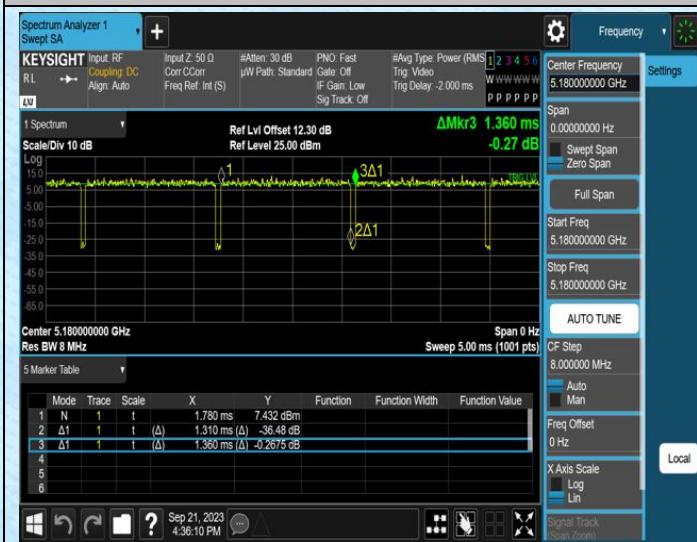 Spectrum Analyzer 1
Swept SA
Frequency
KEYSIGHT
Input: RF
Input Z: 50 Ω
#Atten: 30 dB
PNO: Fast
#Avg Type: Power (RMS
1 2 3 4 5 6
RL
Coupling: DC
Corr CCorr
µW Path: Standard
Gate: Off
Trig: Video
W W W W W W
Align: Auto
Freq Ref: Int (S)
IF Gain: Low
Trig Delay: -2.000 ms
Sig Track: Off
P P P P P P
LXI
Center Frequency
5.180000000 GHz
Settings
1 Spectrum
Ref Lvl Offset 12.30 dB
ΔMkr3 1.360 ms
Scale/Div 10 dB
Ref Level 25.00 dBm
-0.27 dB
Log
15.0
5.00
-5.00
-15.0
-25.0
-35.0
-45.0
-55.0
-65.0
1
3Δ1
2Δ1
TRIG LVL
Center 5.180000000 GHz
Span 0 Hz
Res BW 8 MHz
Sweep 5.00 ms (1001 pts)
Span
0.00000000 Hz
Swept Span
Zero Span
Full Span
Start Freq
5.180000000 GHz
Stop Freq
5.180000000 GHz
AUTO TUNE
CF Step
8.000000 MHz
Auto
Man
Freq Offset
0 Hz
X Axis Scale
Log
Lin
Signal Track
(Span Zoom)
Local
5 Marker Table
Mode Trace Scale X Y Function Function Width Function Value
1 N 1 t 1.780 ms 7.432 dBm
2 Δ1 1 t (Δ) 1.310 ms (Δ) -36.48 dB
3 Δ1 1 t (Δ) 1.360 ms (Δ) -0.2675 dB
4
5
6
?
Sep 21, 2023
4:36:10 PM